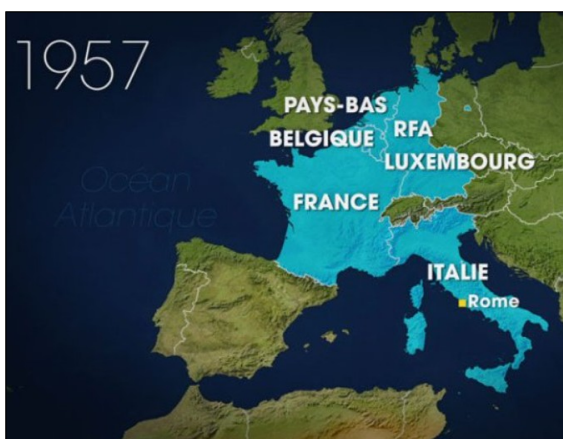 1957
PAYS-BAS
BELGIQUE
RFA
LUXEMBOURG
Océan
Atlantique
FRANCE
ITALIE
Rome